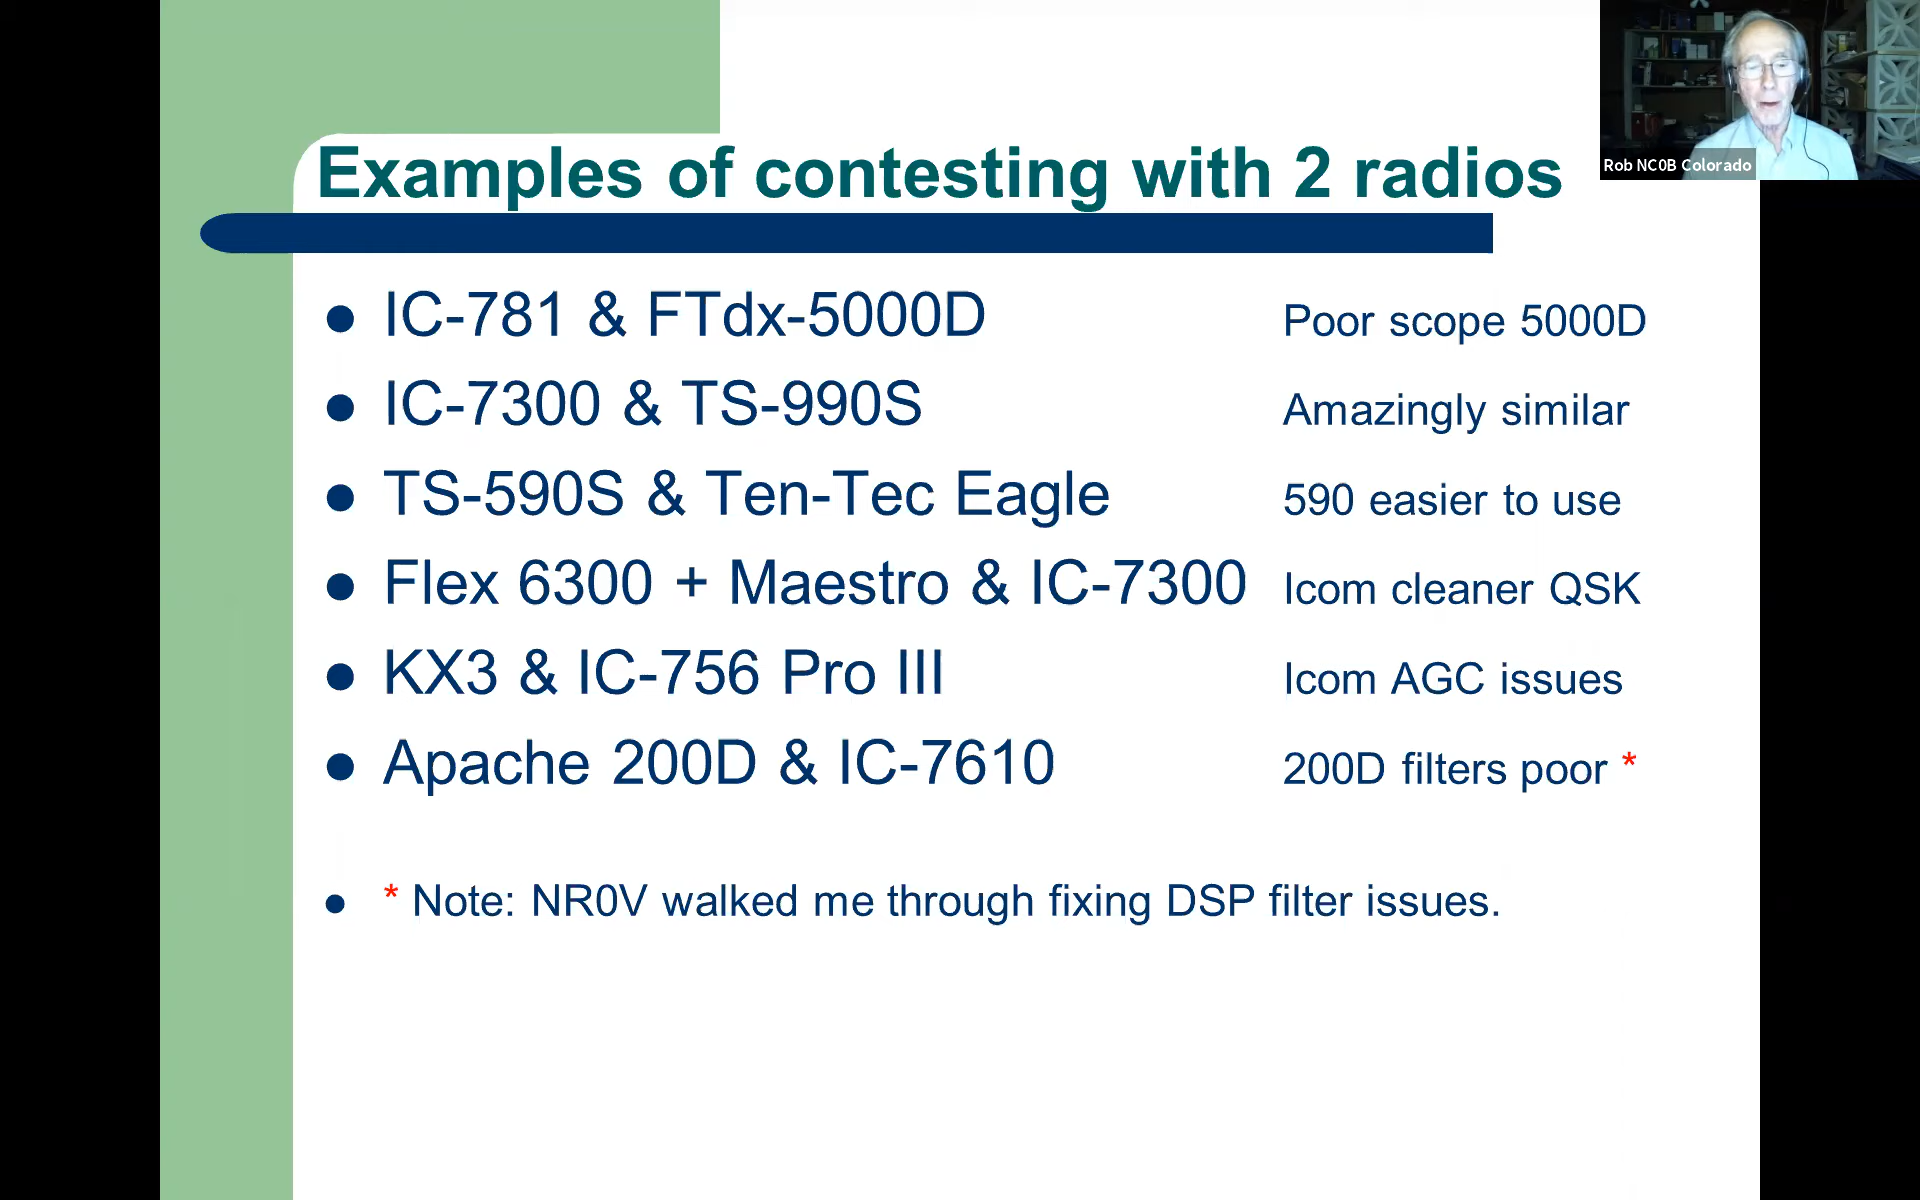 Examples of contesting with 2 radios
Rob NC0B Colorado
IC-781 & FTdx-5000D Poor scope 5000D
IC-7300 & TS-990S Amazingly similar
TS-590S & Ten-Tec Eagle 590 easier to use
Flex 6300 + Maestro & IC-7300 Icom cleaner QSK
KX3 & IC-756 Pro III Icom AGC issues
Apache 200D & IC-7610 200D filters poor *
* Note: NR0V walked me through fixing DSP filter issues.